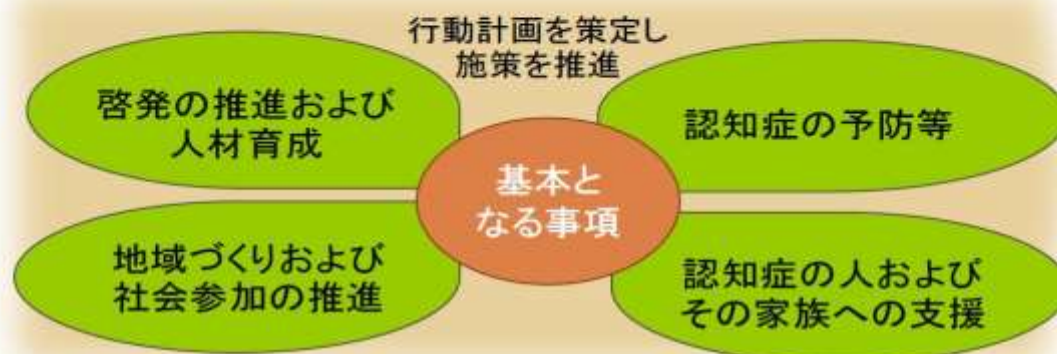 行動計画を策定し
施策を推進
啓発の推進および
人材育成
認知症の予防等
基本と
なる事項
地域づくりおよび
社会参加の推進
認知症の人および
その家族への支援